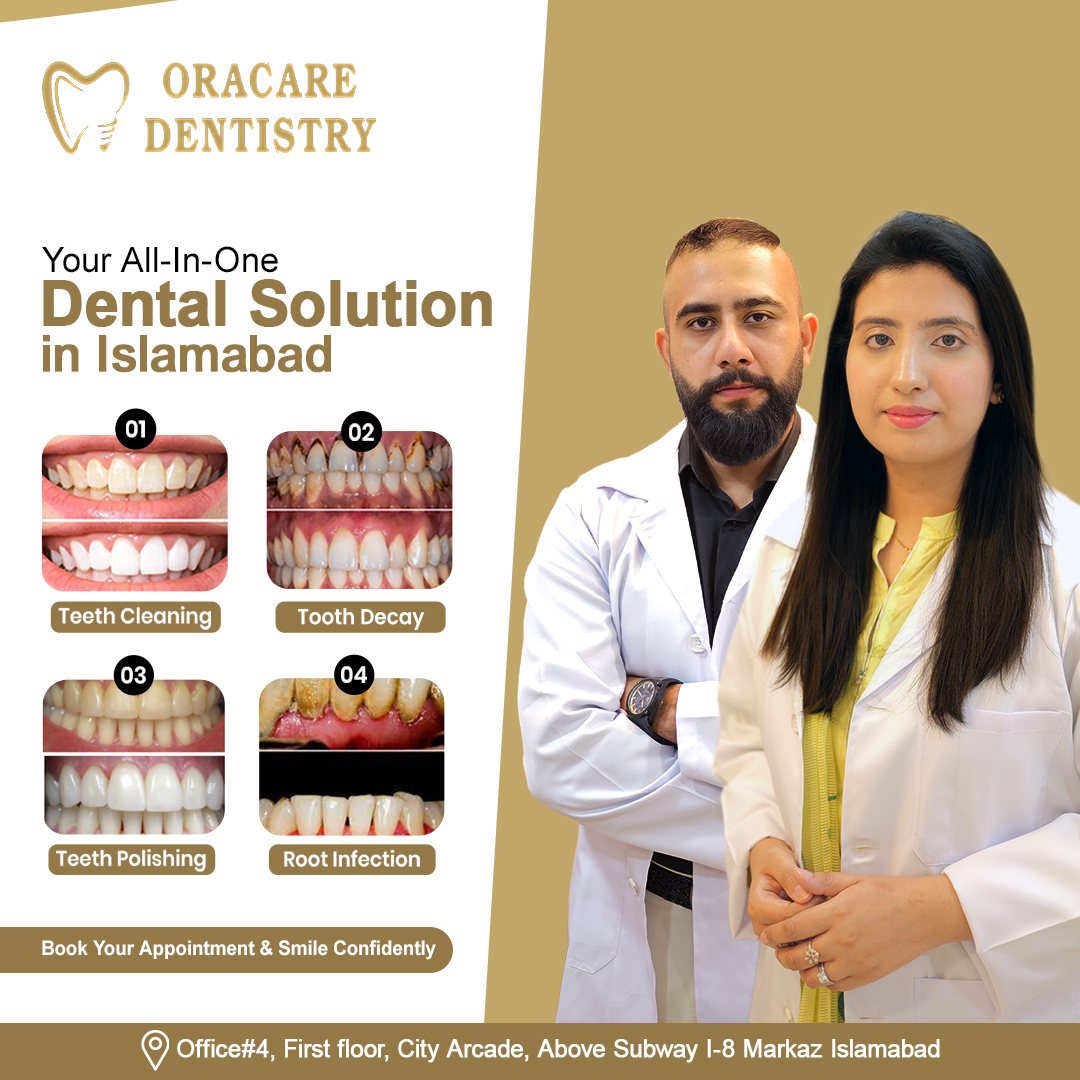 ORACARE
DENTISTRY
Your All-In-One
Dental Solution
in Islamabad
01
02
Teeth Cleaning
Tooth Decay
03
04
Teeth Polishing
Root Infection
Book Your Appointment & Smile Confidently
Office#4, First floor, City Arcade, Above Subway I-8 Markaz Islamabad